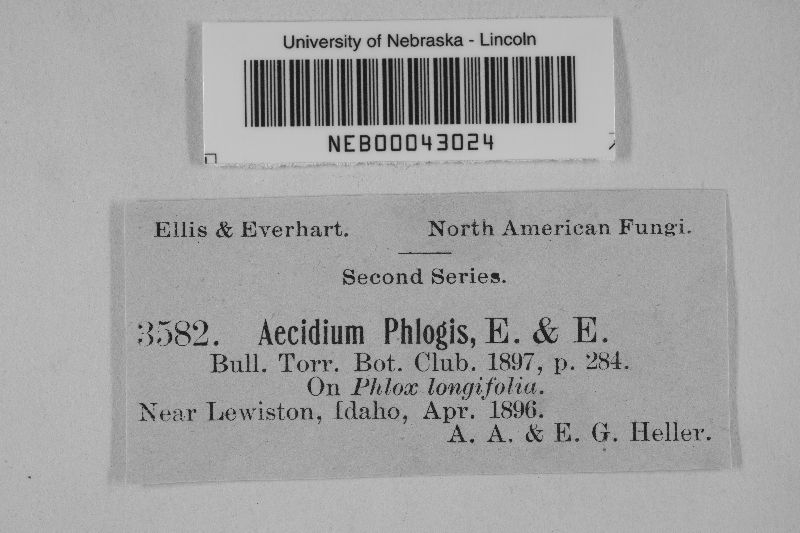 University of Nebraska - Lincoln
NEB00043024
Ellis & Everhart. North American Fungi.
Second Series.
3582. Aecidium Phlogis, E. & E.
Bull. Torr. Bot. Club. 1897, p. 284.
On Phlox longifolia.
Near Lewiston, Idaho, Apr. 1896.
A. A. & E. G. Heller.